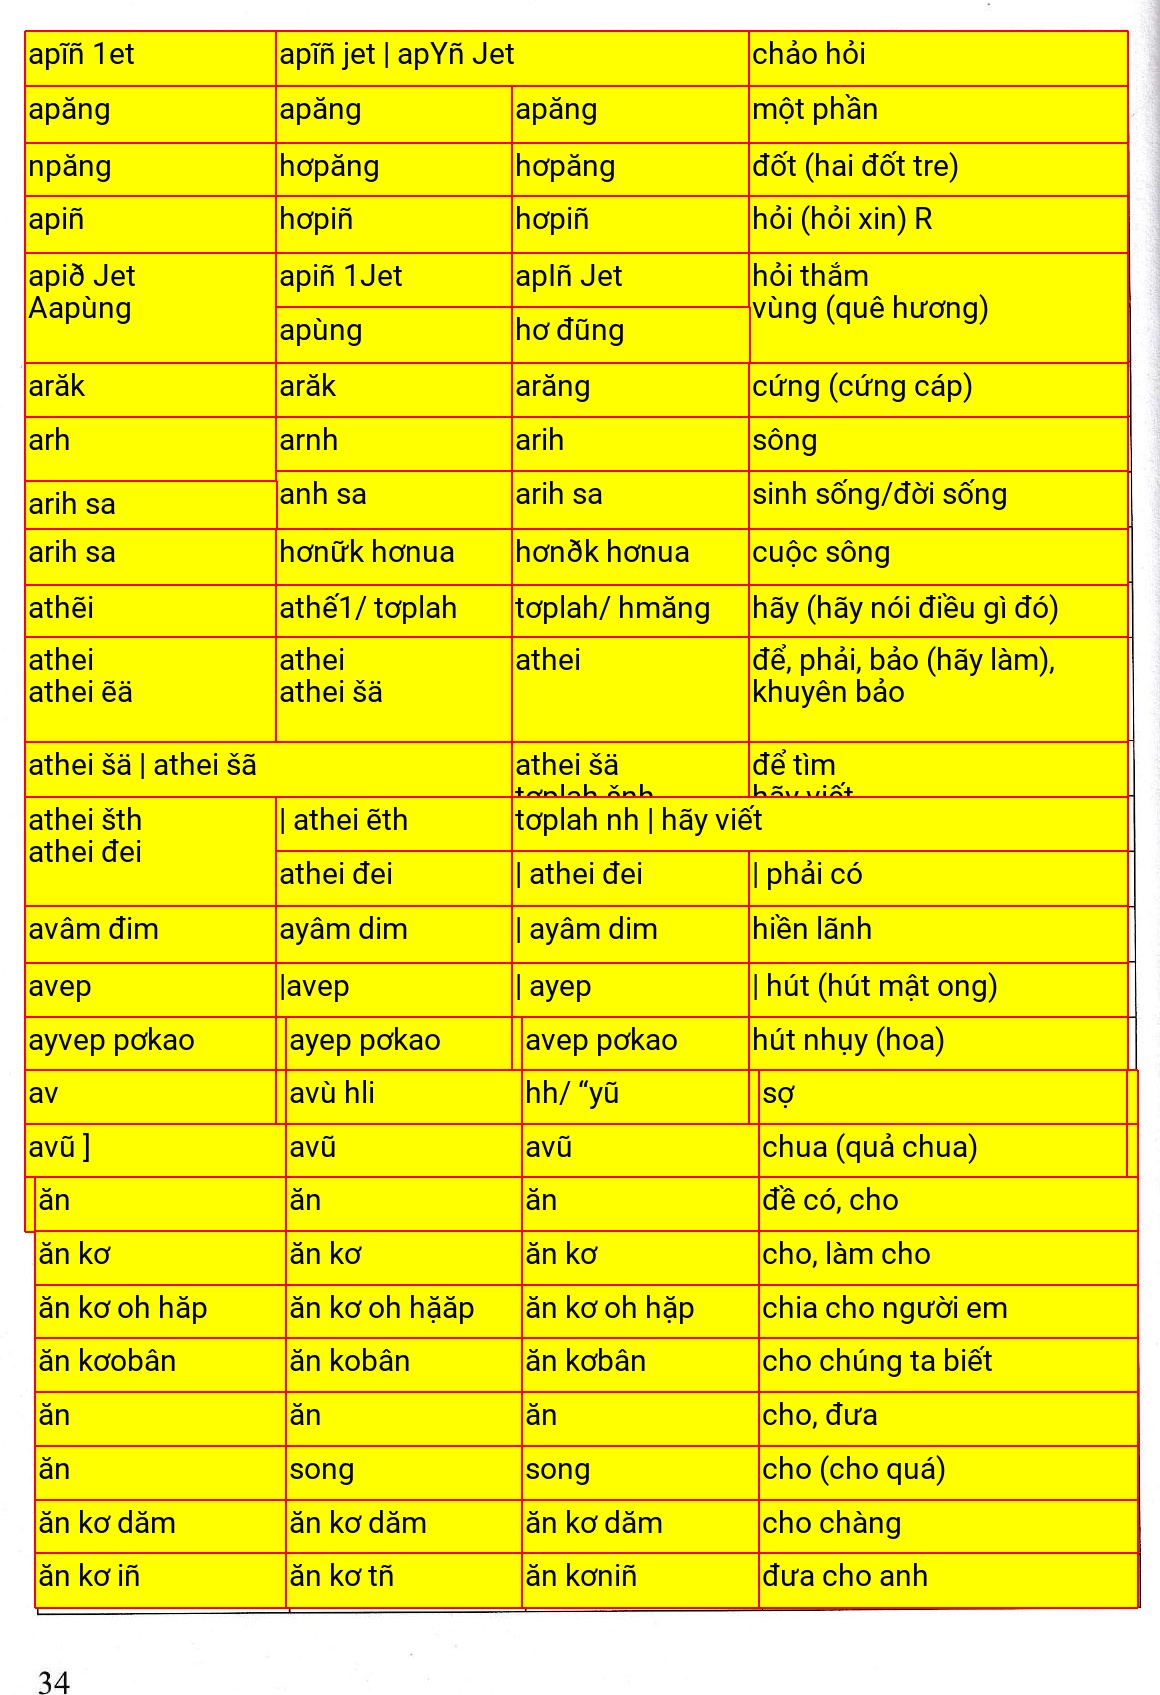 apĩñ 1et apĩñ jet | apYñ Jet chảo hỏi
apăng apăng apăng một phần
npăng hơpăng hơpăng đốt (hai đốt tre)
apiñ hơpiñ hơpiñ hỏi (hỏi xin) R
apið Jet apiñ 1Jet apIñ Jet hỏi thắm
Aapùng apùng hơ đũng vùng (quê hương)
arăk arăk arăng cứng (cứng cáp)
arh arnh arih sông
arih sa anh sa arih sa sinh sống/đời sống
arih sa hơnữk hơnua hơnðk hơnua cuộc sông
athẽi athế1/ tơplah tơplah/ hmăng hãy (hãy nói điều gì đó)
athei athei athei để, phải, bảo (hãy làm),
athei ẽä athei šä khuyên bảo
athei šä | athei šã athei šä để tìm
tơplah šnh hãy viết
athei šth | athei ẽth tơplah nh | hãy viết
athei đei athei đei | athei đei | phải có
avâm đim ayâm dim | ayâm dim hiền lãnh
avep |avep | ayep | hút (hút mật ong)
ayvep pơkao ayep pơkao avep pơkao hút nhụy (hoa)
av avù hli hh/ “yũ sợ
avũ ] avũ avũ chua (quả chua)
ăn ăn ăn đề có, cho
ăn kơ ăn kơ ăn kơ cho, làm cho
ăn kơ oh hăp ăn kơ oh hặăp ăn kơ oh hặp chia cho người em
ăn kơobân ăn kobân ăn kơbân cho chúng ta biết
ăn ăn ăn cho, đưa
ăn song song cho (cho quá)
ăn kơ dăm ăn kơ dăm ăn kơ dăm cho chàng
ăn kơ iñ ăn kơ tñ ăn kơniñ đưa cho anh
34